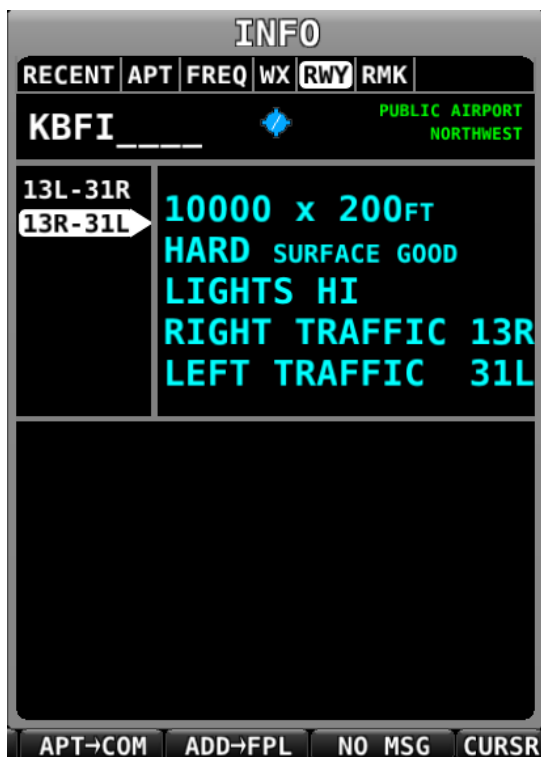 INFO
RECENT APT FREQ WX RWY RMK
KBFI____
PUBLIC AIRPORT
NORTHWEST
13L-31R
13R-31L
10000 x 200FT
HARD SURFACE GOOD
LIGHTS HI
RIGHT TRAFFIC 13R
LEFT TRAFFIC 31L
APT→COM ADD→FPL NO MSG CURSR